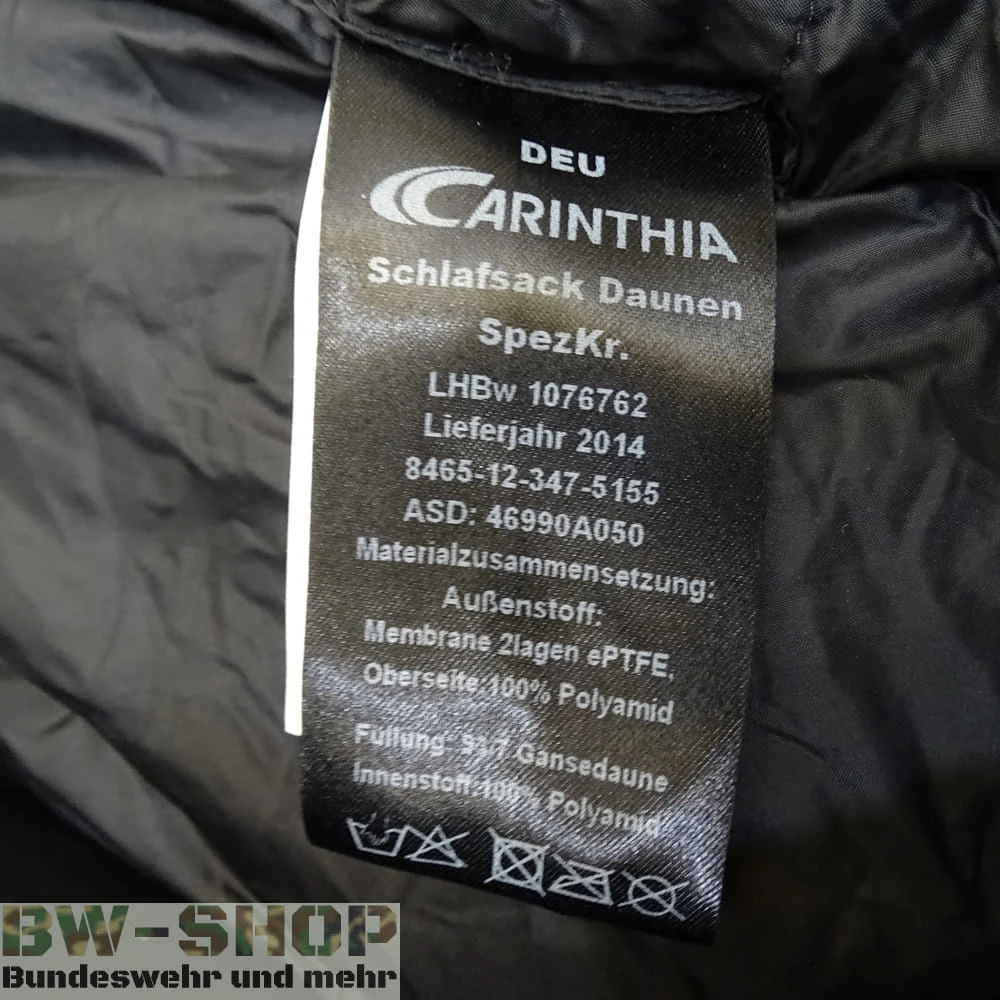 DEU
CARINTHIA
Schlafsack Daunen
SpezKr.
LHBw 1076762
Lieferjahr 2014
8465-12-347-5155
ASD: 46990A050
Materialzusammensetzung:
Außenstoff:
Membrane 2lagen ePTFE,
Oberseite:100% Polyamid
Füllung: Gänsedaune
Innenstoff:100% Polyamid
BW-SHOP
Bundeswehr und mehr